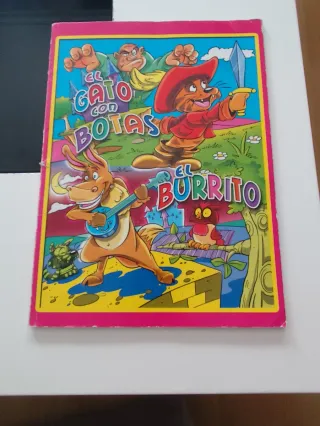 EL
GATO
con
BOTAS
EL
BURRITO